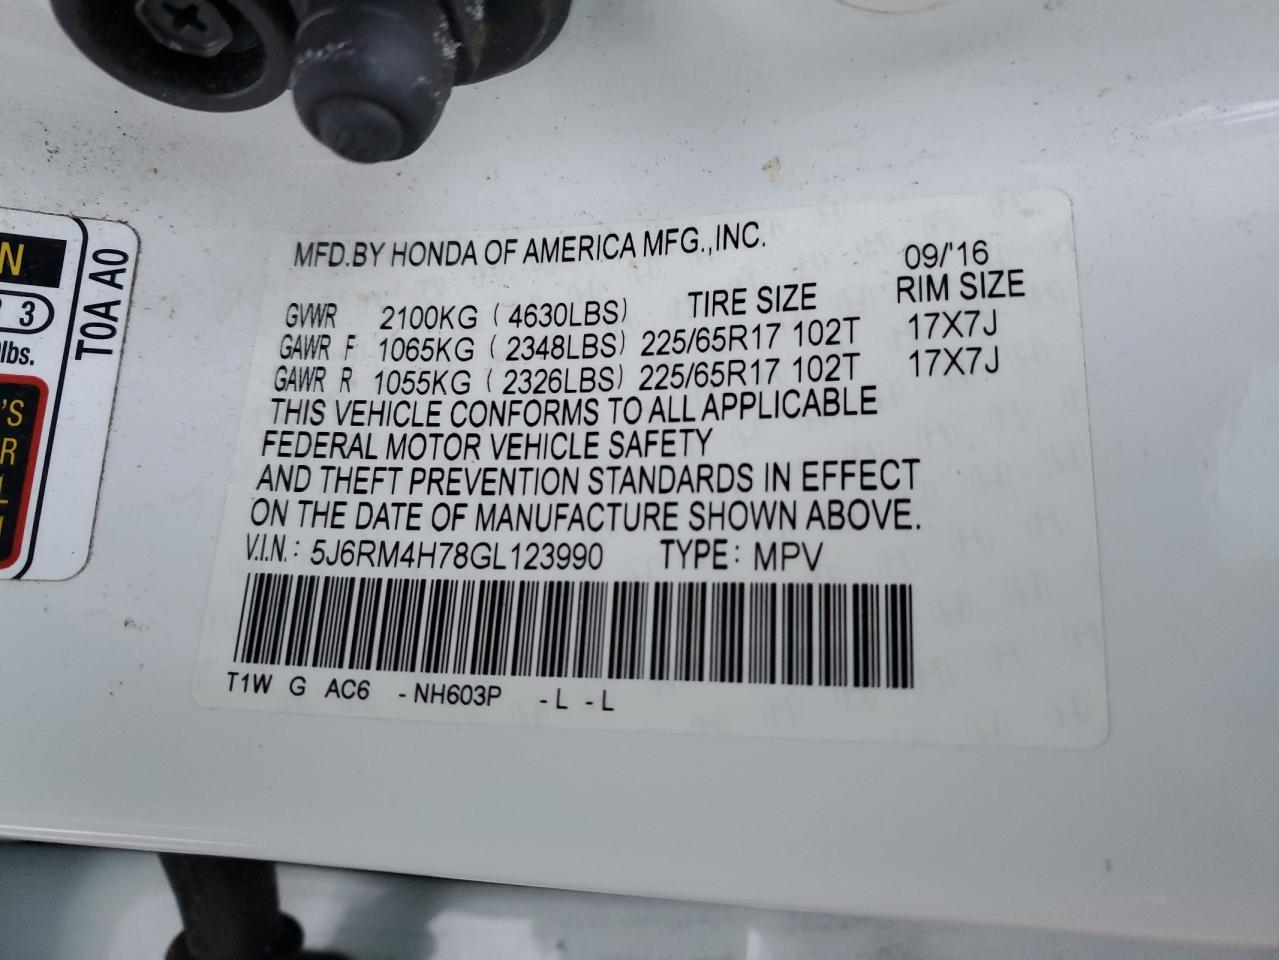 MFD.BY HONDA OF AMERICA MFG.,INC. 09/'16
GVWR 2100KG (4630LBS) TIRE SIZE RIM SIZE
GAWR F 1065KG (2348LBS) 225/65R17 102T 17X7J
GAWR R 1055KG (2326LBS) 225/65R17 102T 17X7J
THIS VEHICLE CONFORMS TO ALL APPLICABLE
FEDERAL MOTOR VEHICLE SAFETY
AND THEFT PREVENTION STANDARDS IN EFFECT
ON THE DATE OF MANUFACTURE SHOWN ABOVE.
V.I.N.: 5J6RM4H78GL123990 TYPE: MPV
T1W G AC6 -NH603P -L -L
T0A A0
N
3
lbs.
'S
R
L